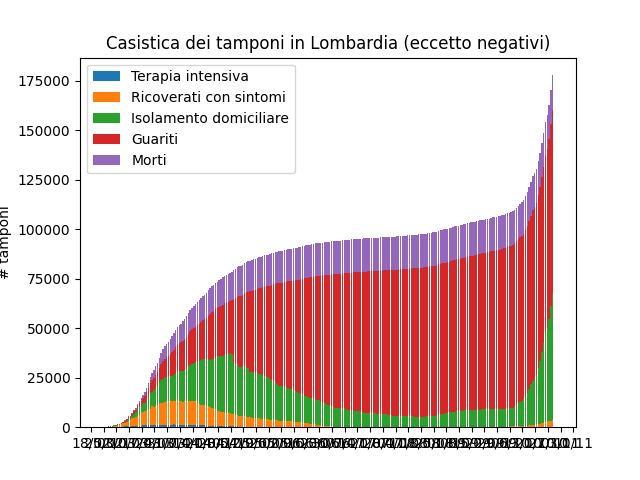 Casistica dei tamponi in Lombardia (eccetto negativi)
Terapia intensiva
Ricoverati con sintomi
Isolamento domiciliare
Guariti
Morti
175000
150000
125000
100000
75000
50000
25000
0
# tamponi